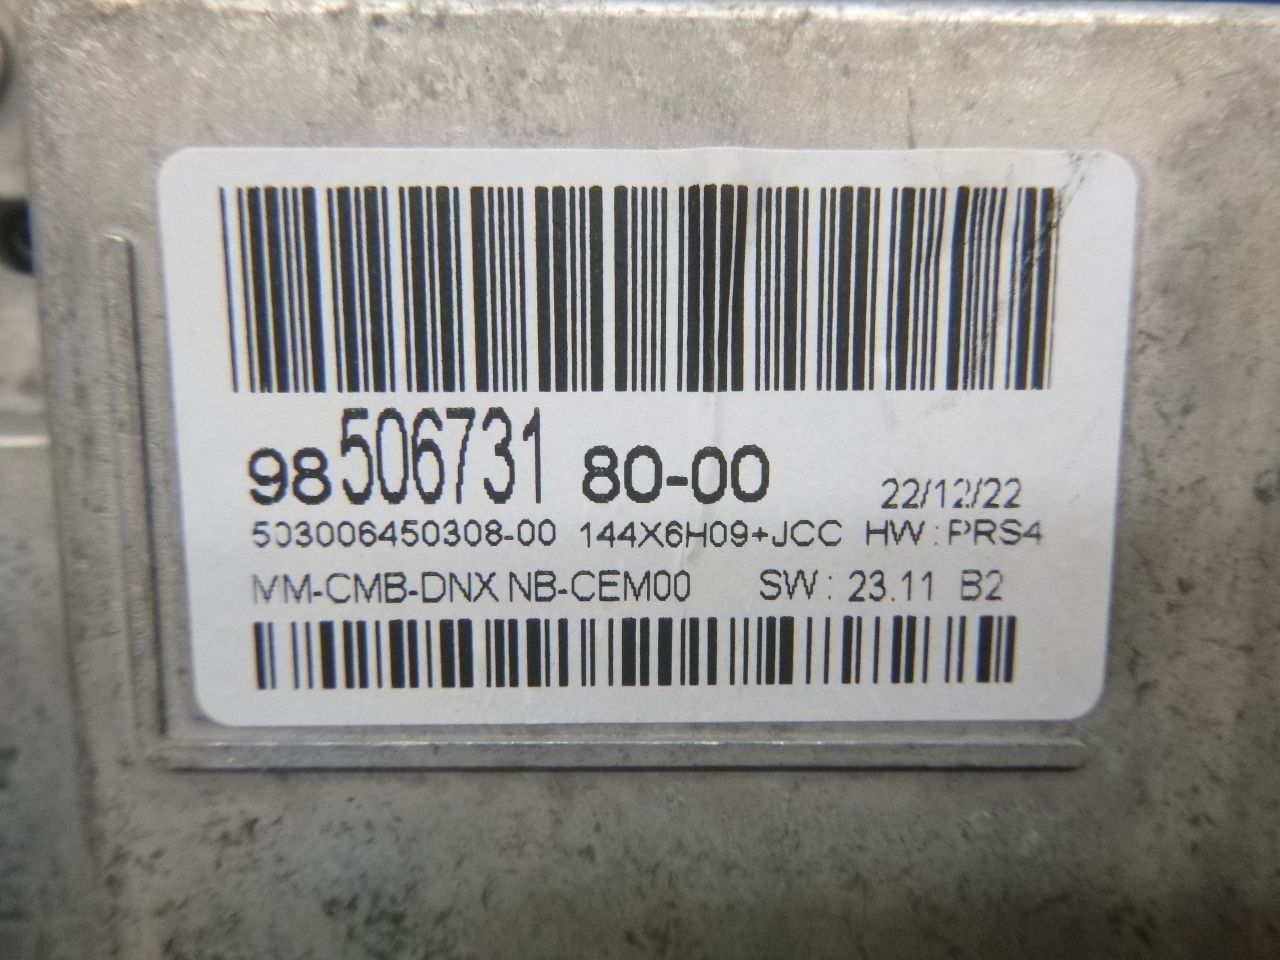 98 506731 80-00 22/12/22
503006450308-00 144X6H09+JCC HW : PRS4
MM-CMB-DNX NB-CEM00 SW : 23.11 B2